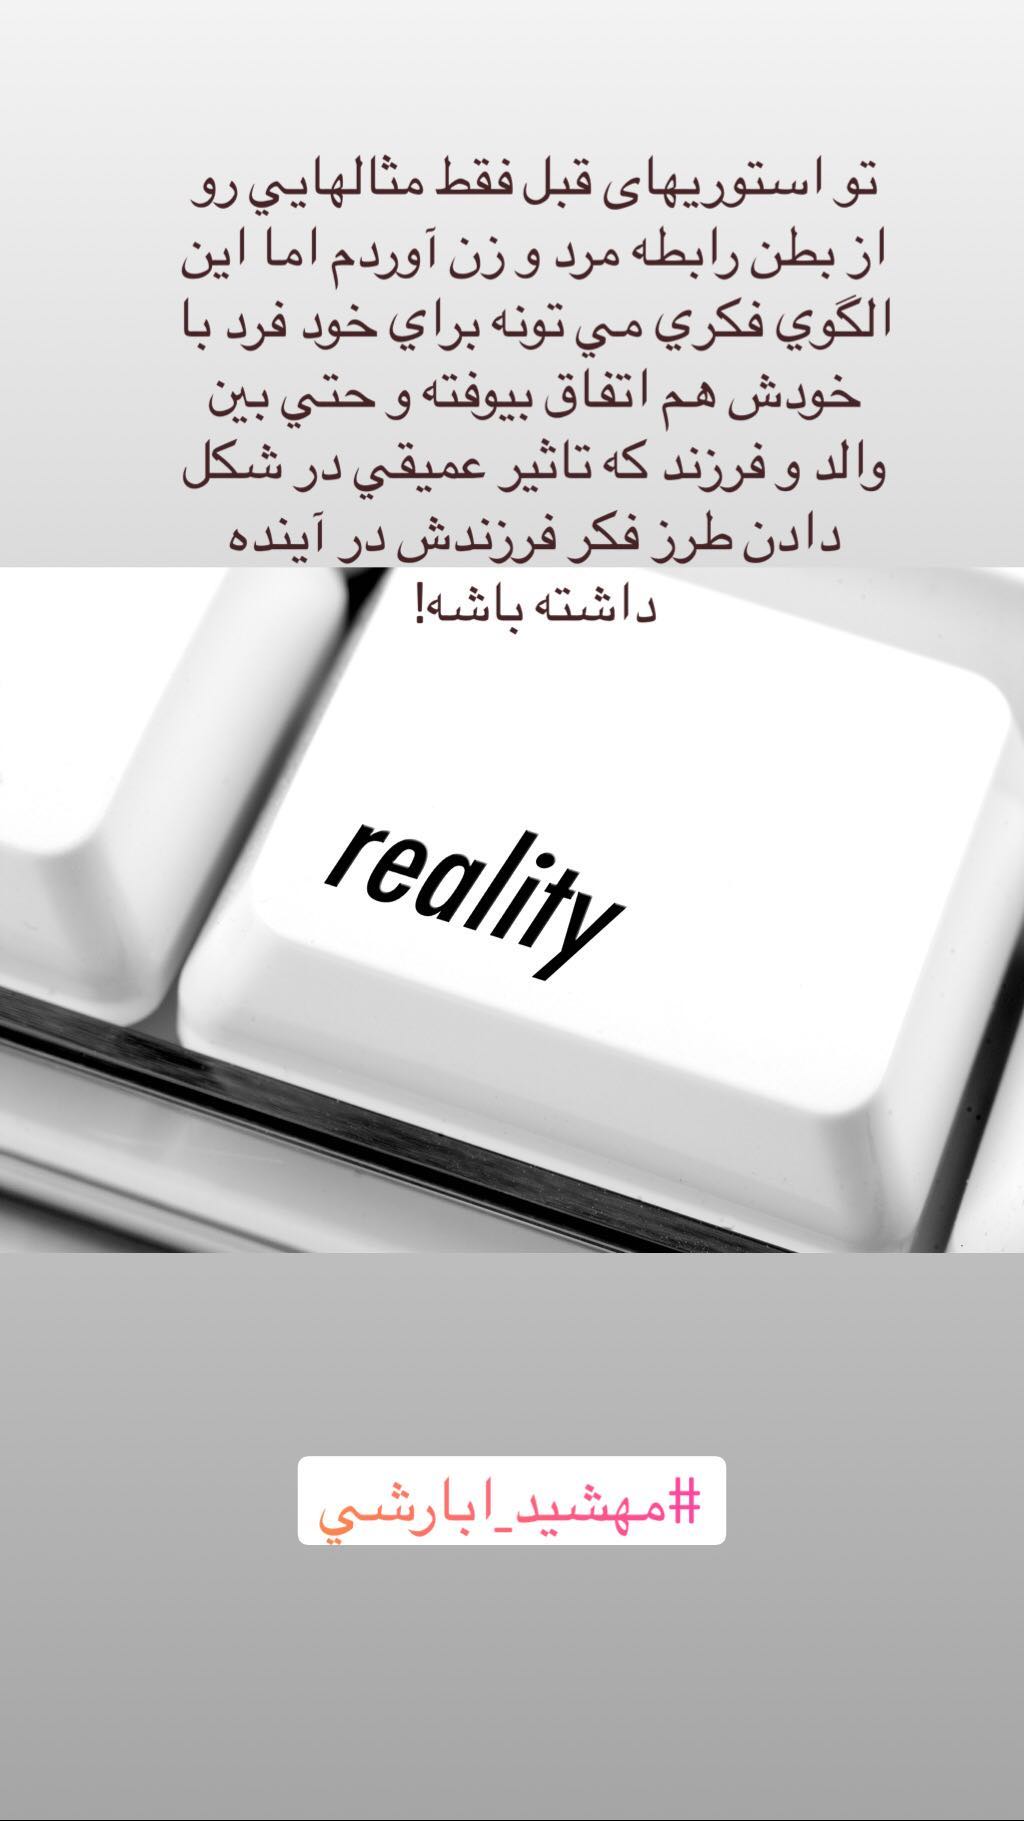 تو استوریهای قبل فقط مثالهايي رو
از بطن رابطه مرد و زن آوردم اما این
الگوي فكري مي تونه براي خود فرد با
خودش هم اتفاق بيوفته و حتي بين
والد و فرزند كه تاثير عميقي در شكل
دادن طرز فكر فرزندش در آينده
داشته باشه!
reality
#مهشيد_ابارشي